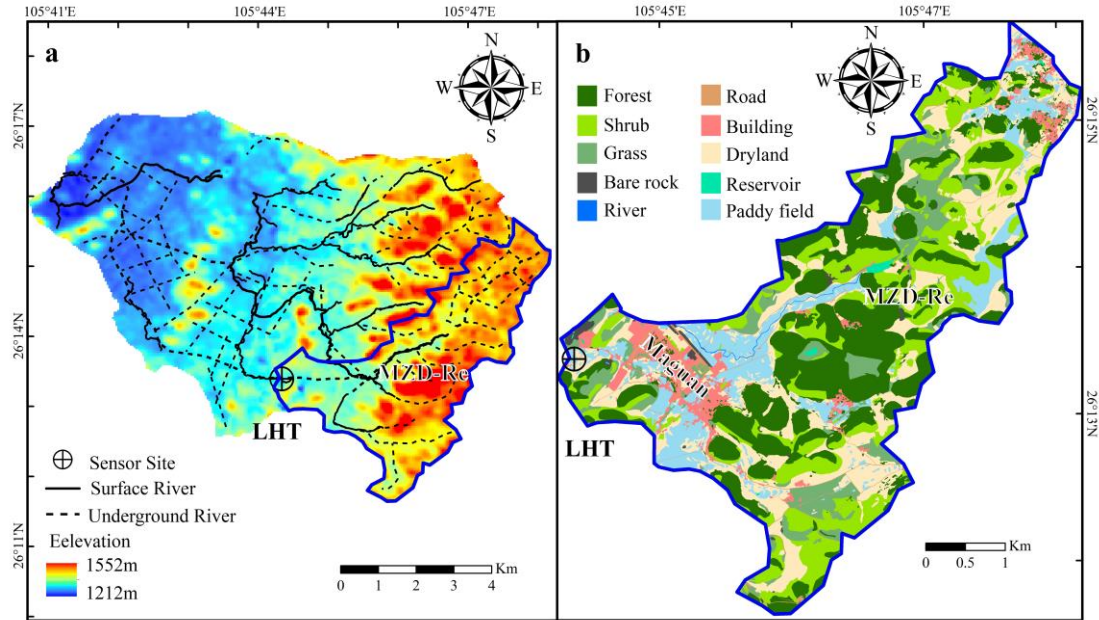 105°41'E 105°44'E 105°47'E
a
N
W E
S
26°17'N
26°14'N
26°11'N
MZD-Re
LHT
Sensor Site
Surface River
Underground River
Eelevation
1552m
1212m
Km
0 1 2 3 4
105°45'E 105°47'E
b
N
W E
S
Forest
Shrub
Grass
Bare rock
River
Road
Building
Dryland
Reservoir
Paddy field
26°15'N
26°13'N
MZD-Re
Maguan
LHT
Km
0 0.5 1